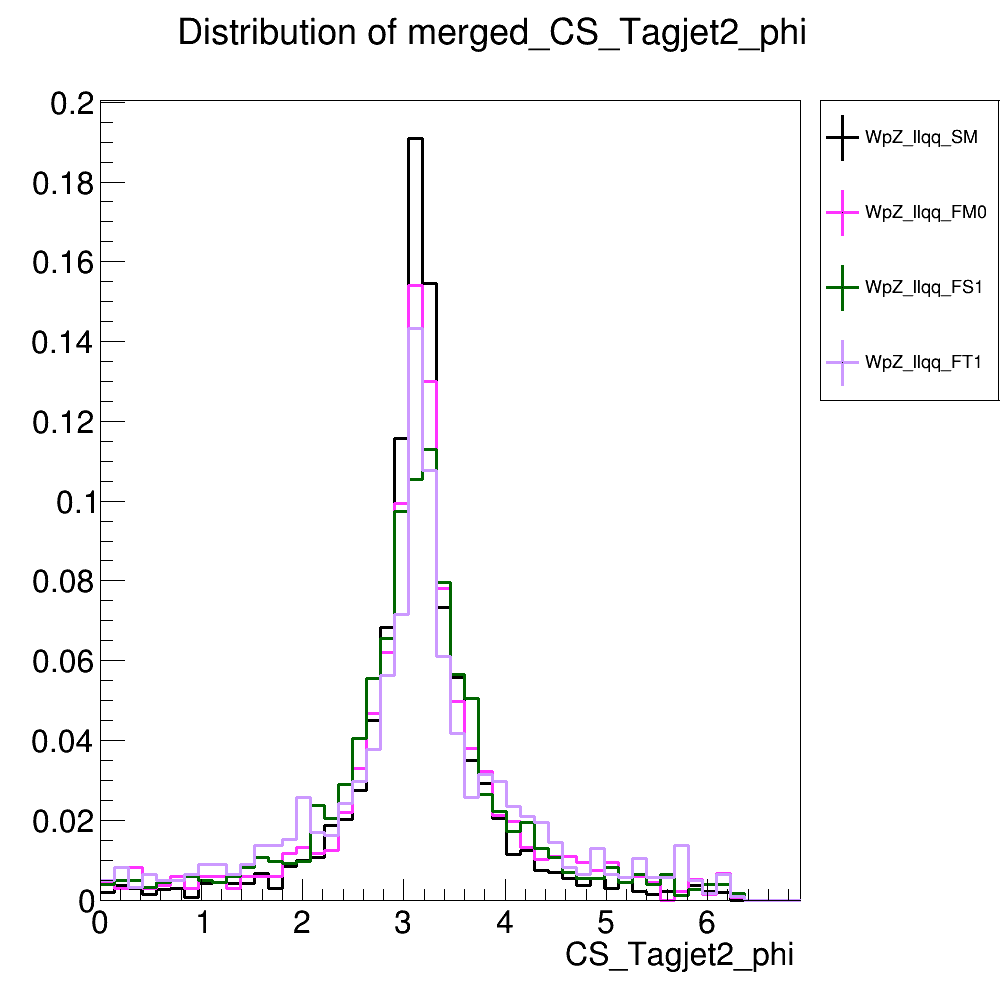 Distribution of merged_CS_Tagjet2_phi
0.2
0.18
0.16
0.14
0.12
0.1
0.08
0.06
0.04
0.02
0
0 1 2 3 4 5 6
CS_Tagjet2_phi
WpZ_llqq_SM
WpZ_llqq_FM0
WpZ_llqq_FS1
WpZ_llqq_FT1